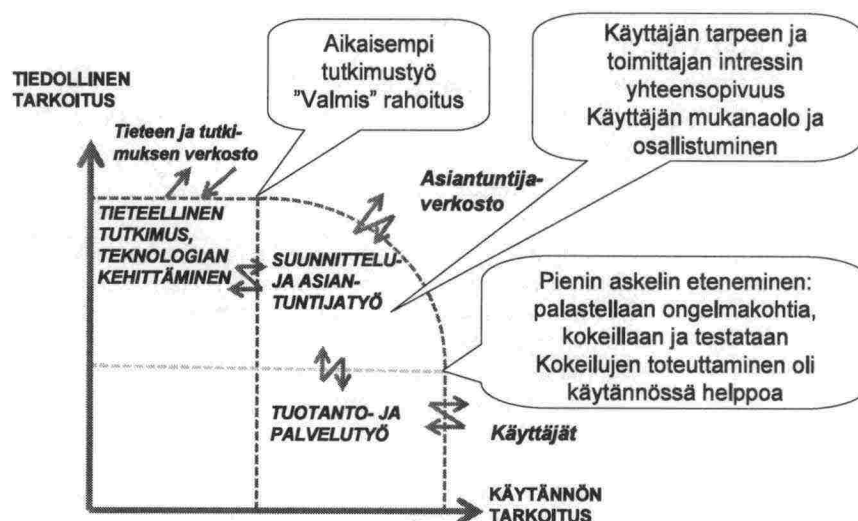 Aikaisempi
tutkimustyö
"Valmis" rahoitus
Käyttäjän tarpeen ja
toimittajan intressin
yhteensopivuus
Käyttäjän mukanaolo ja
osallistuminen
TIEDOLLINEN
TARKOITUS
Tieteen ja tutki-
muksen verkosto
Asiantuntija-
verkosto
TIETEELLINEN
TUTKIMUS,
TEKNOLOGIAN
KEHITTÄMINEN
SUUNNITTELU-
JA ASIAN-
TUNTIJATYÖ
Pienin askelin eteneminen:
palastellaan ongelmakohtia,
kokeillaan ja testataan
Kokeilujen toteuttaminen oli
käytännössä helppoa
TUOTANTO- JA
PALVELUTYÖ
Käyttäjät
KÄYTÄNNÖN
TARKOITUS